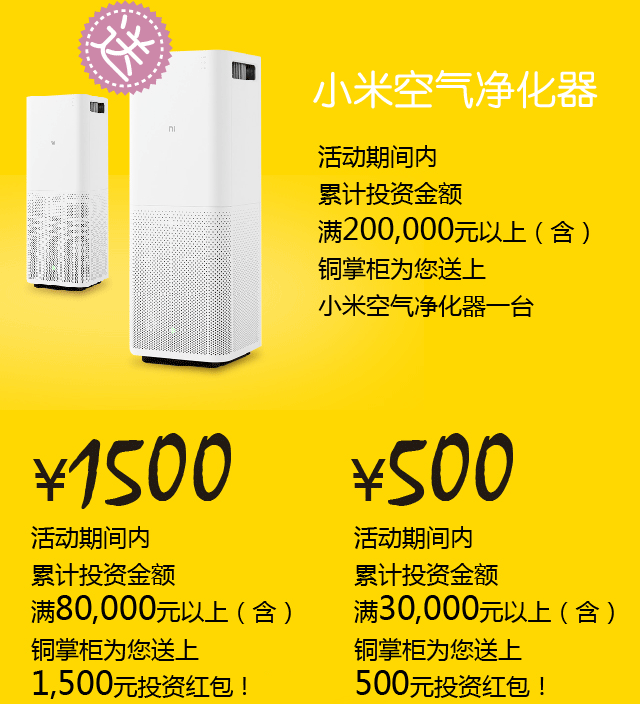 送
小米空气净化器
活动期间内
累计投资金额
满200,000元以上（含）
铜掌柜为您送上
小米空气净化器一台
MI
¥1500
活动期间内
累计投资金额
满80,000元以上（含）
铜掌柜为您送上
1,500元投资红包！
¥500
活动期间内
累计投资金额
满30,000元以上（含）
铜掌柜为您送上
500元投资红包！